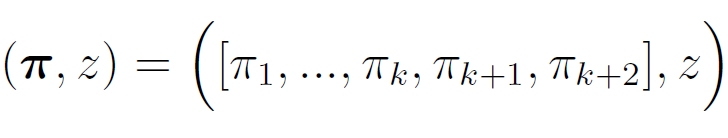 (𝝅, z) = ([π₁, ..., πₖ, πₖ₊₁, πₖ₊₂], z)